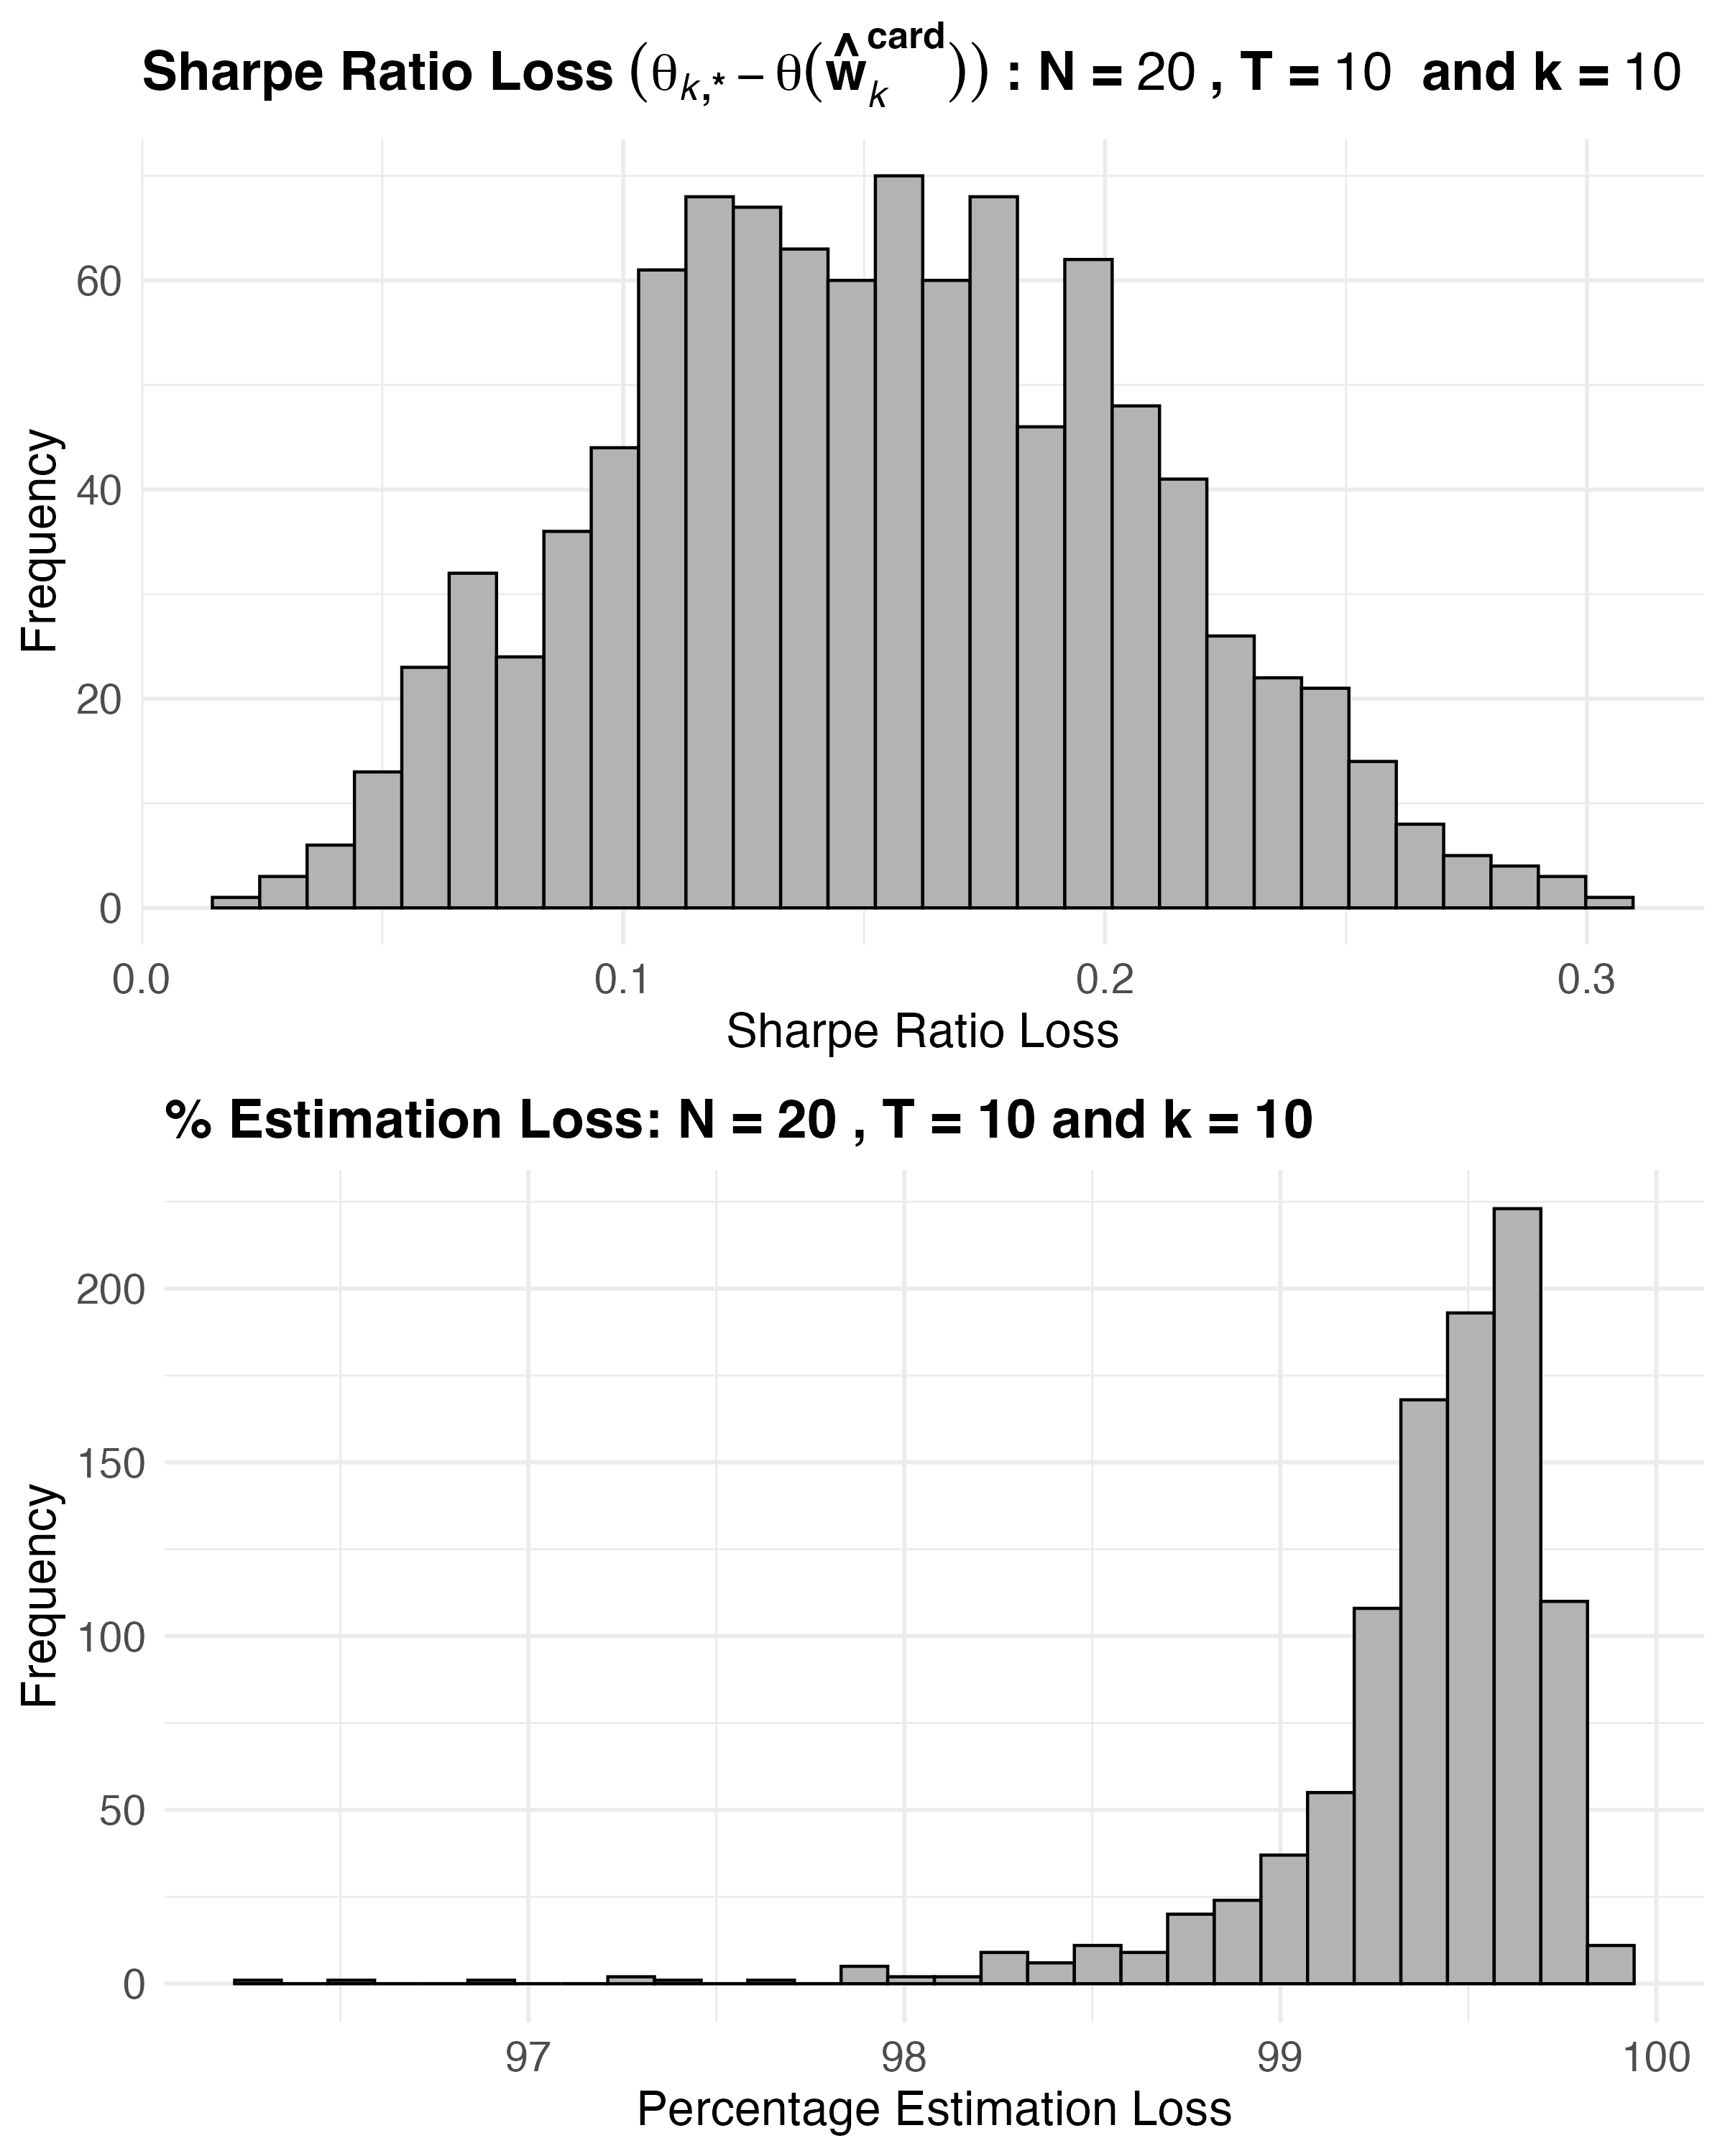 Sharpe Ratio Loss (θk,* − θ(ŵk^card)) : N = 20 , T = 10 and k = 10
60
40
20
0
Frequency
0.0 0.1 0.2 0.3
Sharpe Ratio Loss
% Estimation Loss: N = 20 , T = 10 and k = 10
200
150
100
50
0
Frequency
97 98 99 100
Percentage Estimation Loss